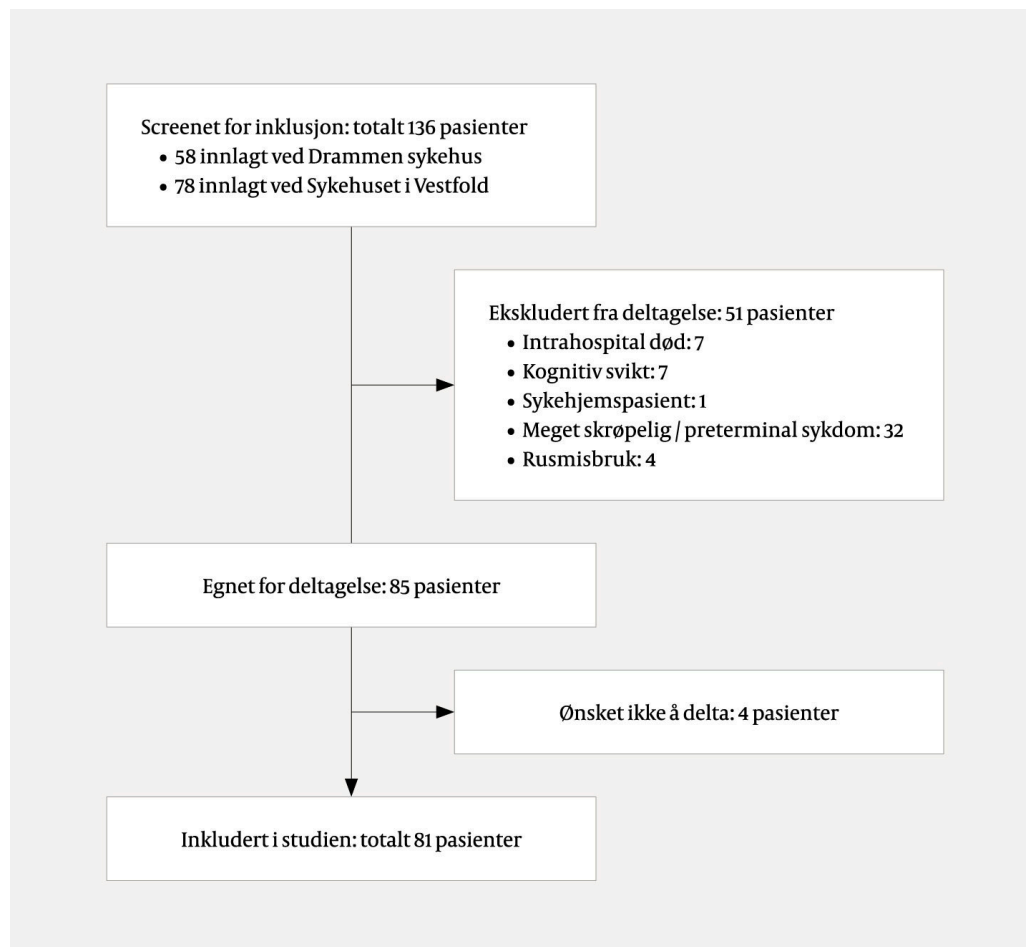 Screenet for inklusjon: totalt 136 pasienter
• 58 innlagt ved Drammen sykehus
• 78 innlagt ved Sykehuset i Vestfold
Ekskludert fra deltagelse: 51 pasienter
• Intrahospital død: 7
• Kognitiv svikt: 7
• Sykehjemspasient: 1
• Meget skrøpelig / preterminal sykdom: 32
• Rusmisbruk: 4
Egnet for deltagelse: 85 pasienter
Ønsket ikke å delta: 4 pasienter
Inkludert i studien: totalt 81 pasienter